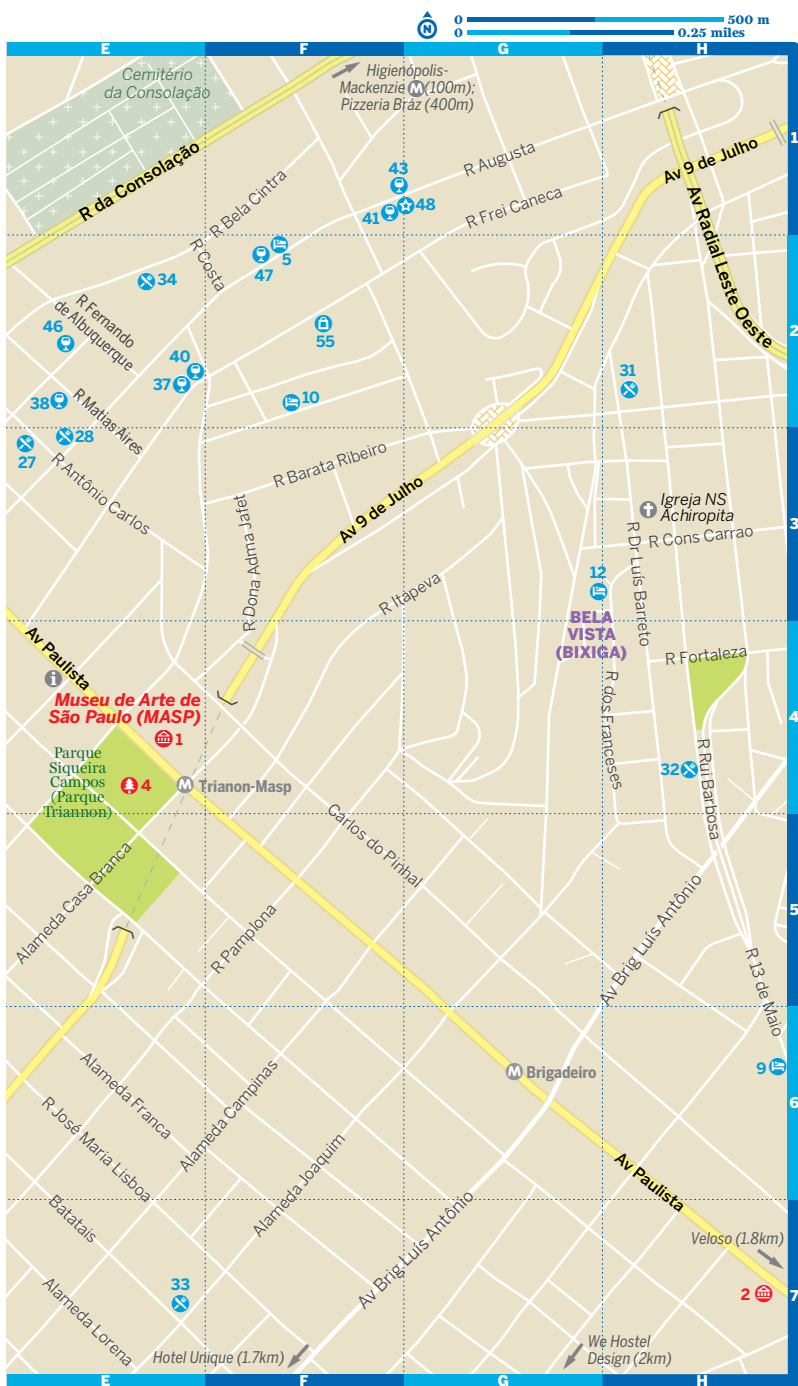 0
500 m
0
0.25 miles
E
F
G
H
Cemitério
da Consolação
Higienópolis-
Mackenzie M (100m);
Pizzeria Bráz (400m)
1
R da Consolação
R Bela Cintra
43
R Augusta
Av 9 de Julho
41
48
R Frei Caneca
Av Radial Leste Oeste
R Costa
47
5
34
R Fernando
de Albuquerque
46
55
2
40
37
31
38
R Matias Aires
10
28
27
R Antônio Carlos
R Barata Ribeiro
Av 9 de Julho
R Dona Adma Jafet
Igreja NS
Achiropita
3
R Cons Carrao
R Dr Luís Barreto
R Itapeva
12
BELA
VISTA
(BIXIGA)
R Fortaleza
Av Paulista
i
Museu de Arte de
São Paulo (MASP)
1
R dos Franceses
4
Parque
Siqueira
Campos
(Parque
Triannon)
4
M Trianon-Masp
32
R Rui Barbosa
Carlos do Pinhal
Alameda Casa Branca
R Pamplona
Av Brig Luís Antônio
5
R 13 de Maio
M Brigadeiro
9
Alameda Franca
Alameda Campinas
6
R José Maria Lisboa
Alameda Joaquim
Av Paulista
Batatais
Av Brig Luís Antônio
Veloso (1.8km)
33
2
7
Alameda Lorena
Hotel Unique (1.7km)
We Hostel
Design (2km)
E
F
G
H